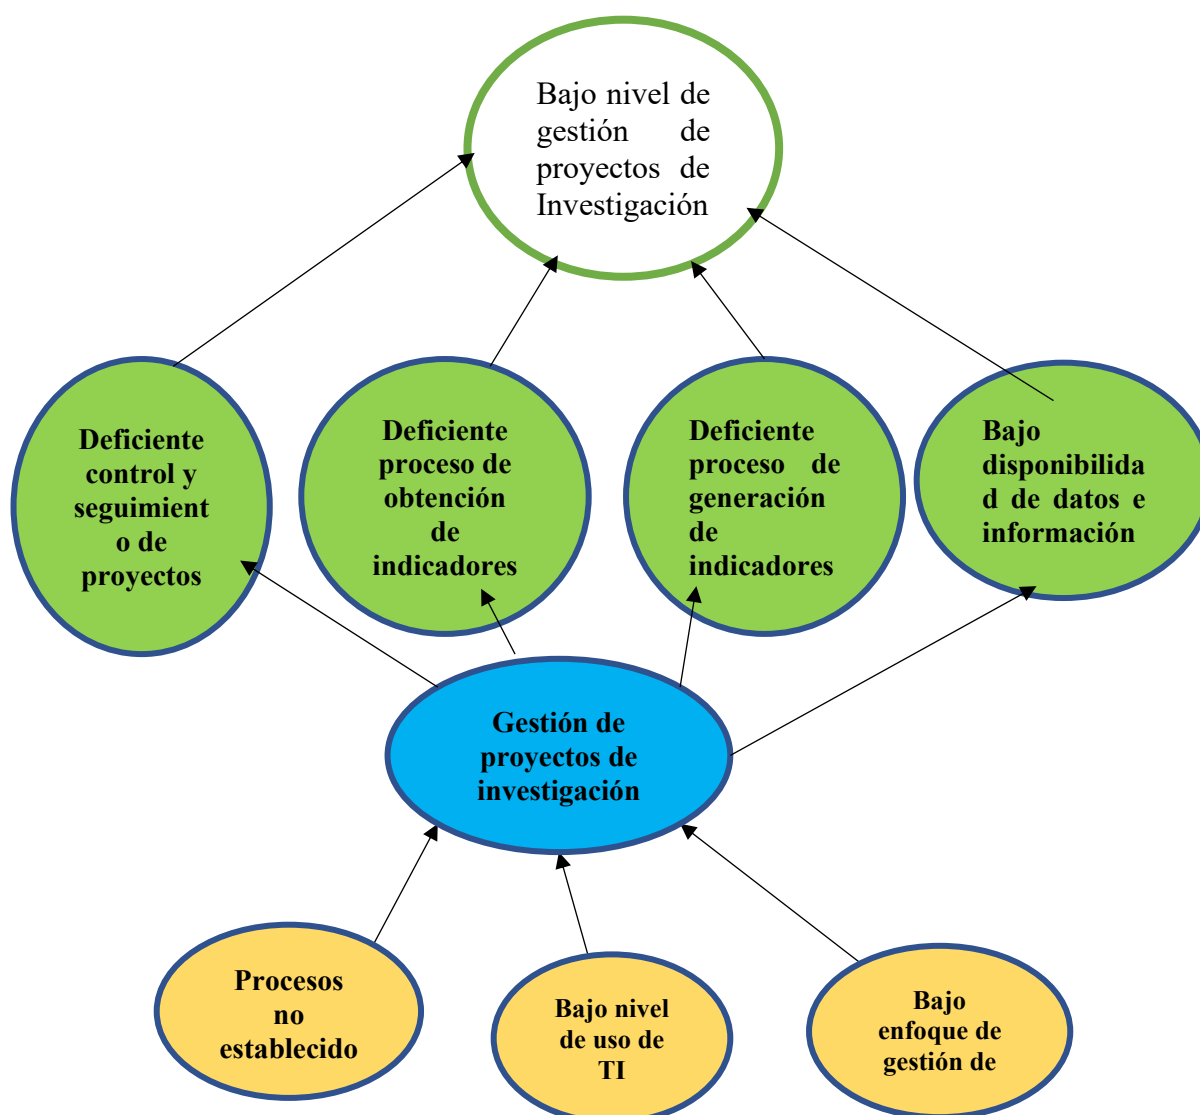 Bajo nivel de
gestión de
proyectos de
Investigación
Deficiente
control y
seguimient
o de
proyectos
Deficiente
proceso de
obtención
de
indicadores
Deficiente
proceso de
generación
de
indicadores
Bajo
disponibilida
d de datos e
información
Gestión de
proyectos de
investigación
Procesos
no
establecido
Bajo nivel
de uso de
TI
Bajo
enfoque de
gestión de